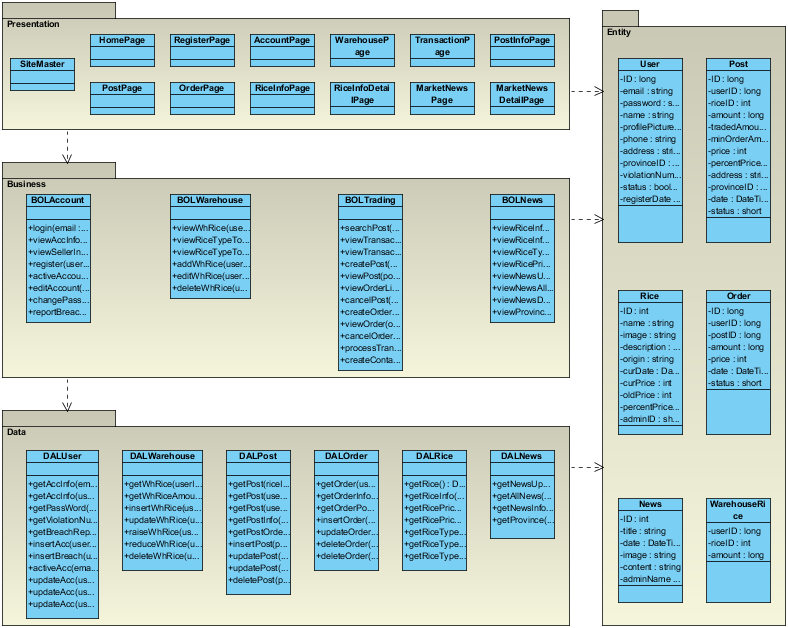 Presentation
SiteMaster
HomePage
RegisterPage
AccountPage
WarehouseP
age
TransactionP
age
PostInfoPage
PostPage
OrderPage
RiceInfoPage
RiceInfoDetai
lPage
MarketNews
Page
MarketNews
DetailPage
Business
BOLAccount
+login(email :...
+viewAccInfo...
+viewSellerIn...
+register(user...
+activeAccou...
+editAccount(...
+changePass...
+reportBreac...
BOLWarehouse
+viewWhRice(use...
+viewRiceTypeTo...
+viewRiceTypeTo...
+addWhRice(user...
+editWhRice(user...
+deleteWhRice(u...
BOLTrading
+searchPost(...
+viewTransac...
+viewTransac...
+createPost(...
+viewPost(po...
+viewOrderLi...
+cancelPost(...
+createOrder...
+viewOrder(o...
+cancelOrder...
+processTran...
+createConta...
BOLNews
+viewRiceInf...
+viewRiceInf...
+viewRiceTy...
+viewRicePri...
+viewNewsU...
+viewNewsAll...
+viewNewsD...
+viewProvinc...
Data
DALUser
+getAccInfo(em...
+getAccInfo(us...
+getPassWord(...
+getViolationNu...
+getBreachRep...
+insertAcc(user...
+insertBreach(u...
+activeAcc(ema...
+updateAcc(us...
+updateAcc(us...
+updateAcc(us...
DALWarehouse
+getWhRice(userI...
+getWhRiceAmou...
+insertWhRice(us...
+updateWhRice(u...
+raiseWhRice(us...
+reduceWhRice(u...
+deleteWhRice(u...
DALPost
+getPost(riceI...
+getPost(use...
+getPost(use...
+getPostInfo(...
+getPostOrde...
+insertPost(p...
+updatePost(...
+updatePost(...
+deletePost(p...
DALOrder
+getOrder(us...
+getOrderInfo...
+getOrderPo...
+insertOrder(...
+updateOrder...
+deleteOrder(...
+deleteOrder(...
DALRice
+getRice() : D...
+getRiceInfo(...
+getRicePric...
+getRicePric...
+getRiceType...
+getRiceType...
+getRiceType...
DALNews
+getNewsUp...
+getAllNews(...
+getNewsInfo...
+getProvince(...
Entity
User
-ID : long
-email : string
-password : s...
-name : string
-profilePicture...
-phone : string
-address : stri...
-provinceID : ...
-violationNum...
-status : bool...
-registerDate ...
Post
-ID : long
-userID : long
-riceID : int
-amount : long
-tradedAmou...
-minOrderAm...
-price : int
-percentPrice...
-address : stri...
-provinceID : ...
-date : DateTi...
-status : short
Rice
-ID : int
-name : string
-image : string
-description : ...
-origin : string
-curDate : Da...
-curPrice : int
-oldPrice : int
-percentPrice...
-adminID : sh...
Order
-ID : long
-userID : long
-postID : long
-amount : long
-price : int
-date : DateTi...
-status : short
News
-ID : int
-title : string
-date : DateTi...
-image : string
-content : string
-adminName ...
WarehouseRi
ce
-userID : long
-riceID : int
-amount : long